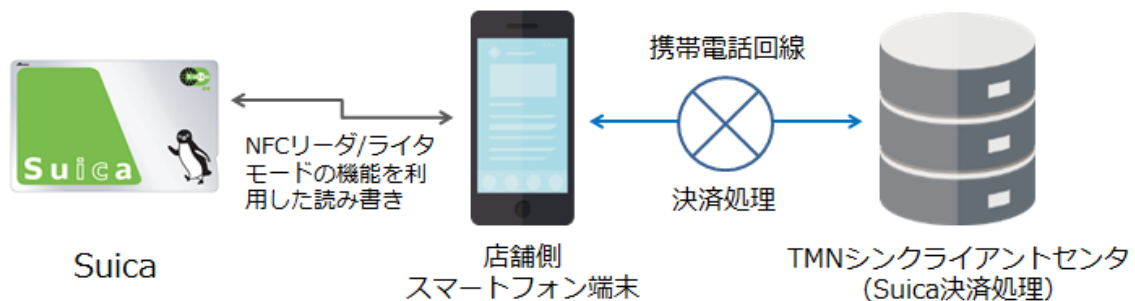 Suica
NFCリーダ/ライタ
モードの機能を利
用した読み書き
Suica
店舗側
スマートフォン端末
携帯電話回線
決済処理
TMNシンクライアントセンタ
(Suica決済処理)